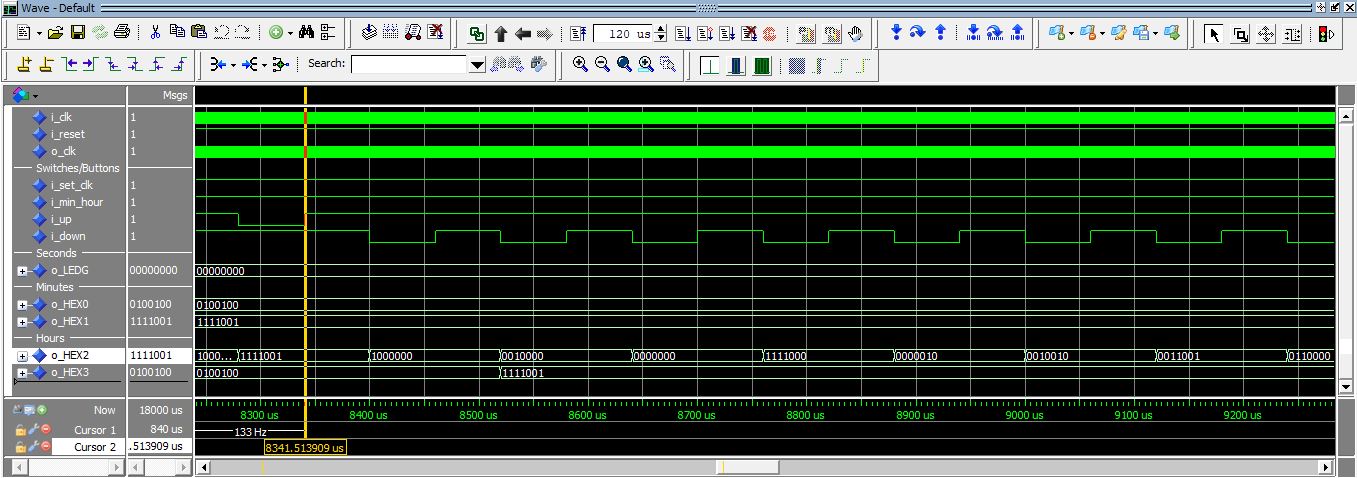 Wave - Default
120 us
Search:
Msgs
i_clk 1
i_reset 1
o_clk 1
Switches/Buttons
i_set_clk 1
i_min_hour 1
i_up 1
i_down 1
Seconds
o_LEDG 00000000 00000000
Minutes
o_HEX0 0100100 0100100
o_HEX1 1111001 1111001
Hours
o_HEX2 1111001 1000... 1111001 1000000 0010000 0000000 1111000 0000010 0010010 0011001 0110000
o_HEX3 0100100 0100100 1111001
Now 18000 us 8300 us 8400 us 8500 us 8600 us 8700 us 8800 us 8900 us 9000 us 9100 us 9200 us
Cursor 1 840 us 133 Hz
Cursor 2 .513909 us 8341.513909 us